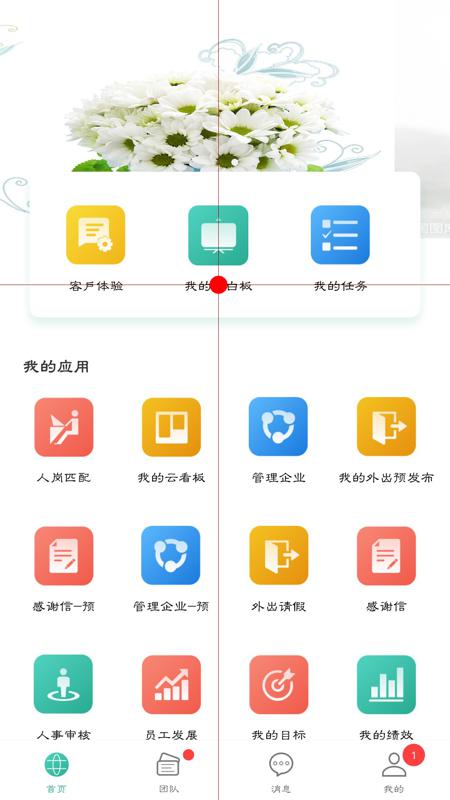 客户体验
我的 白板
我的任务
我的应用
人岗匹配
我的云看板
管理企业
我的外出预发布
感谢信-预
管理企业-预
外出请假
感谢信
人事审核
员工发展
我的目标
我的绩效
首页
团队
消息
1
我的